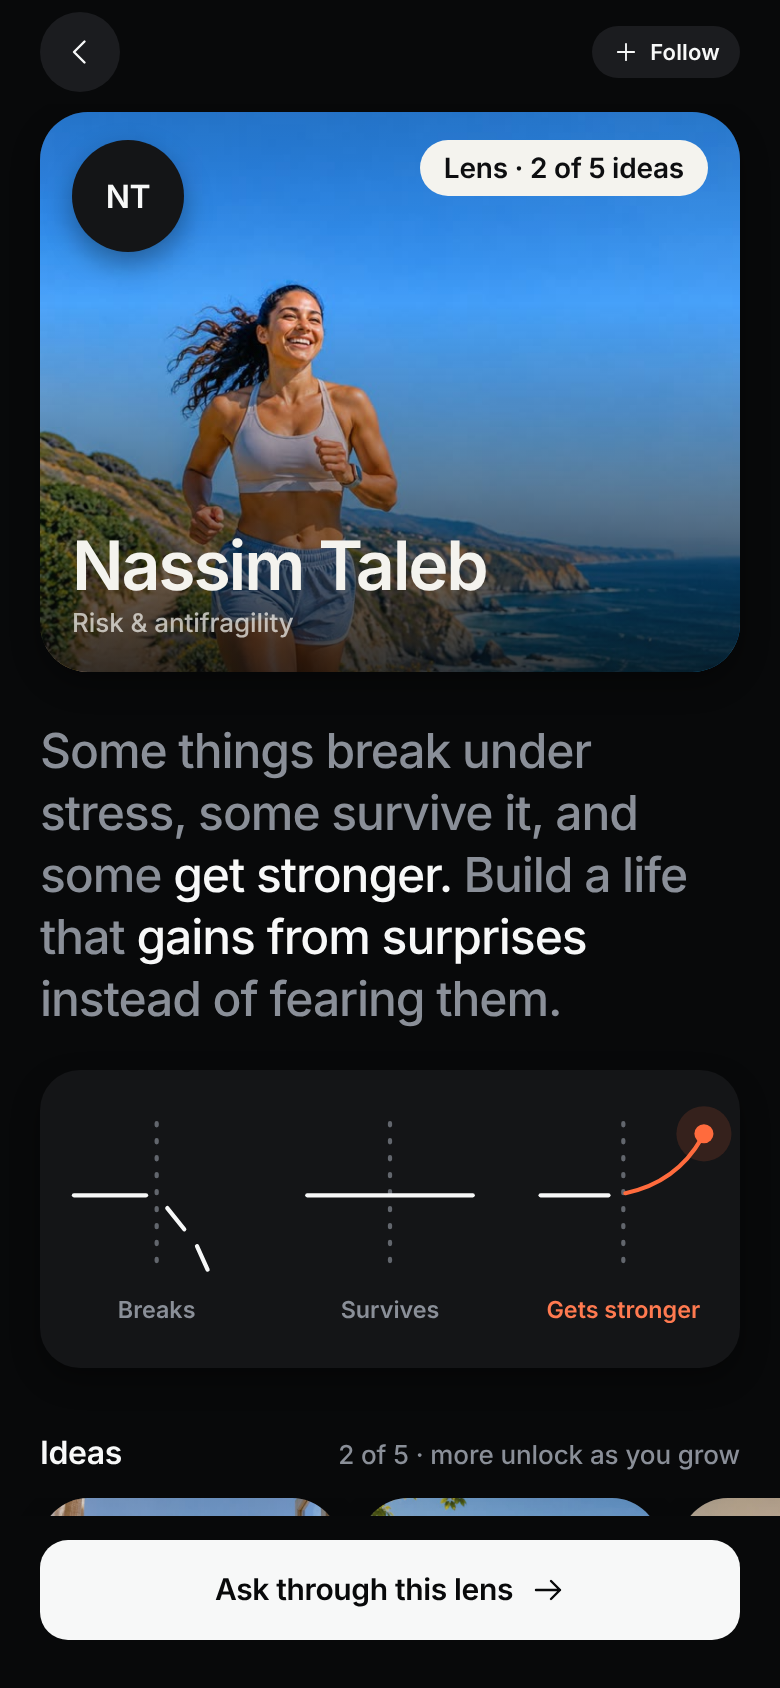 Follow
NT
Lens · 2 of 5 ideas
Nassim Taleb
Risk & antifragility
Some things break under
stress, some survive it, and
some get stronger. Build a life
that gains from surprises
instead of fearing them.
Breaks
Survives
Gets stronger
Ideas
2 of 5 · more unlock as you grow
Ask through this lens →